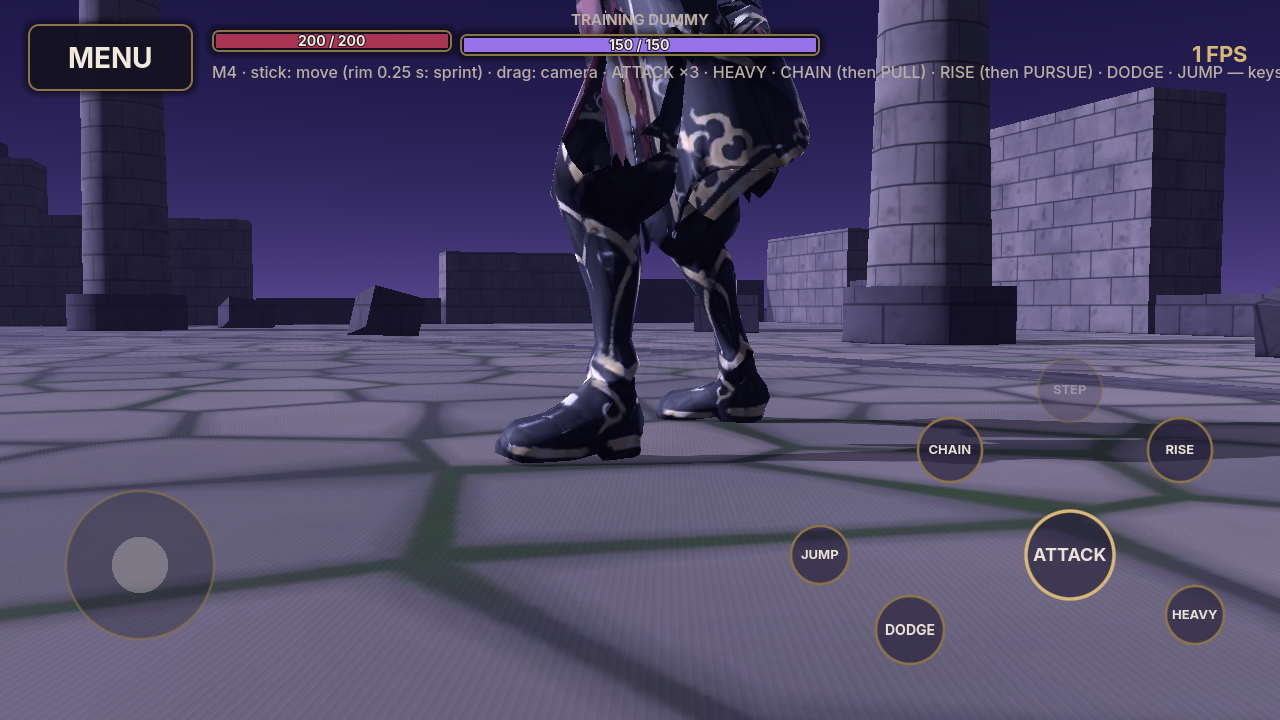 TRAINING DUMMY
MENU
200 / 200
150 / 150
1 FPS
M4 · stick: move (rim 0.25 s: sprint) · drag: camera · ATTACK ×3 · HEAVY · CHAIN (then PULL) · RISE (then PURSUE) · DODGE · JUMP — keys
STEP
CHAIN
RISE
JUMP
ATTACK
HEAVY
DODGE